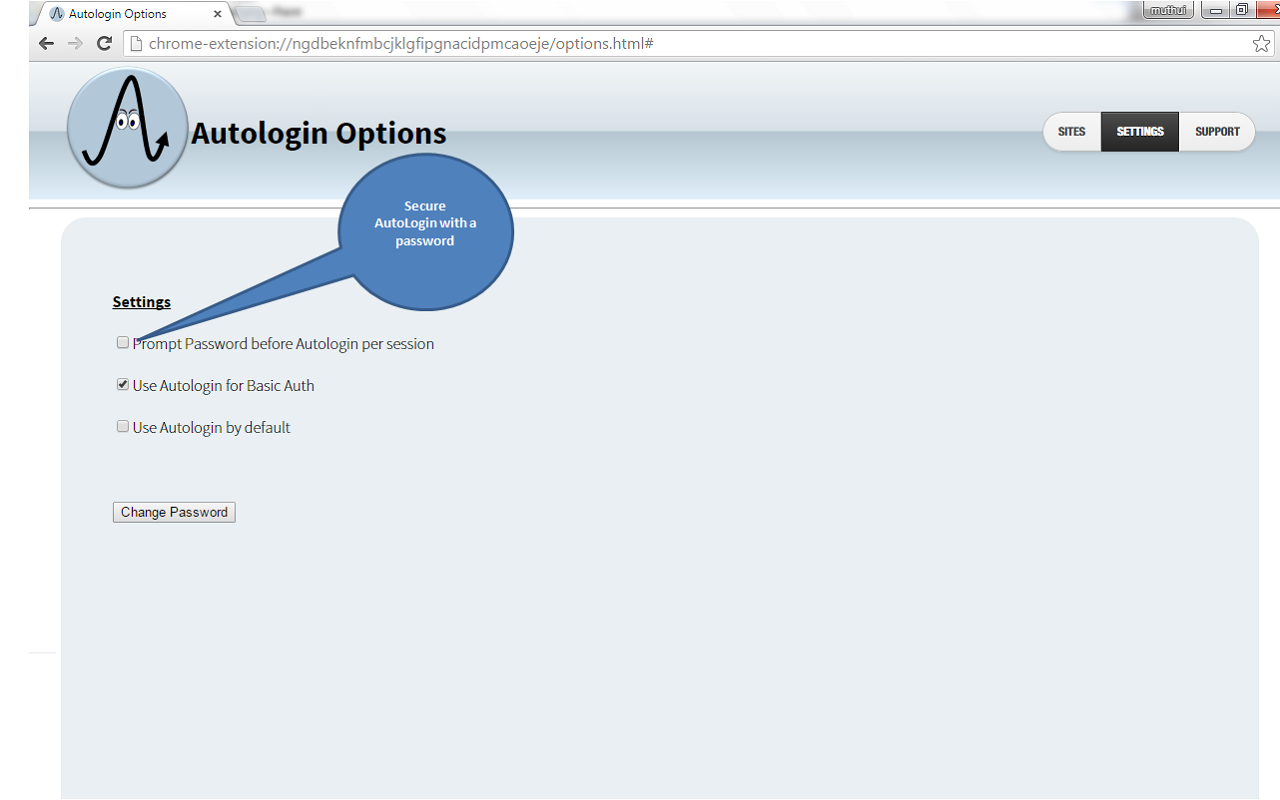 Autologin Options
muthui
chrome-extension://ngdbeknfmbcjklgfipgnacidpmcaoeje/options.html#
Autologin Options
SITES
SETTINGS
SUPPORT
Secure
AutoLogin with a
password
Settings
Prompt Password before Autologin per session
Use Autologin for Basic Auth
Use Autologin by default
Change Password